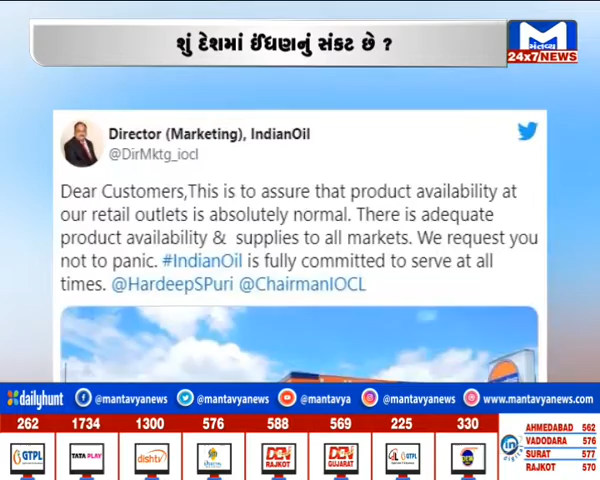 શું દેશમાં ઈંધણનું સંકટ છે ?
મંતવ્ય
24x7 NEWS
Director (Marketing), IndianOil
@DirMktg_iocl
Dear Customers,This is to assure that product availability at
our retail outlets is absolutely normal. There is adequate
product availability & supplies to all markets. We request you
not to panic. #IndianOil is fully committed to serve at all
times. @HardeepSPuri @ChairmanIOCL
dailyhunt @mantavyanews @mantavyanews @mantavya @mantavyanews www.mantavyanews.com
262 1734 1300 576 588 569 225 330
GTPL TATA PLAY dishtv DEN RAJKOT DEN GUJARAT GTPL
in digital
AHMEDABAD 562
VADODARA 576
SURAT 577
RAJKOT 570